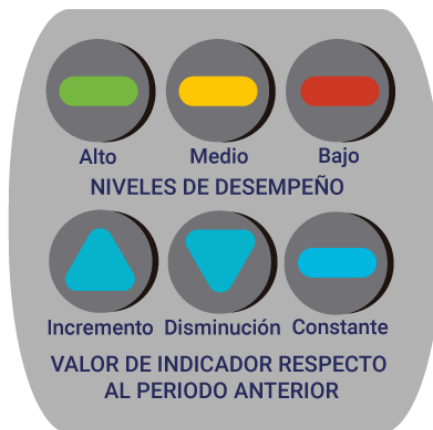 Alto Medio Bajo
NIVELES DE DESEMPEÑO
Incremento Disminución Constante
VALOR DE INDICADOR RESPECTO
AL PERIODO ANTERIOR